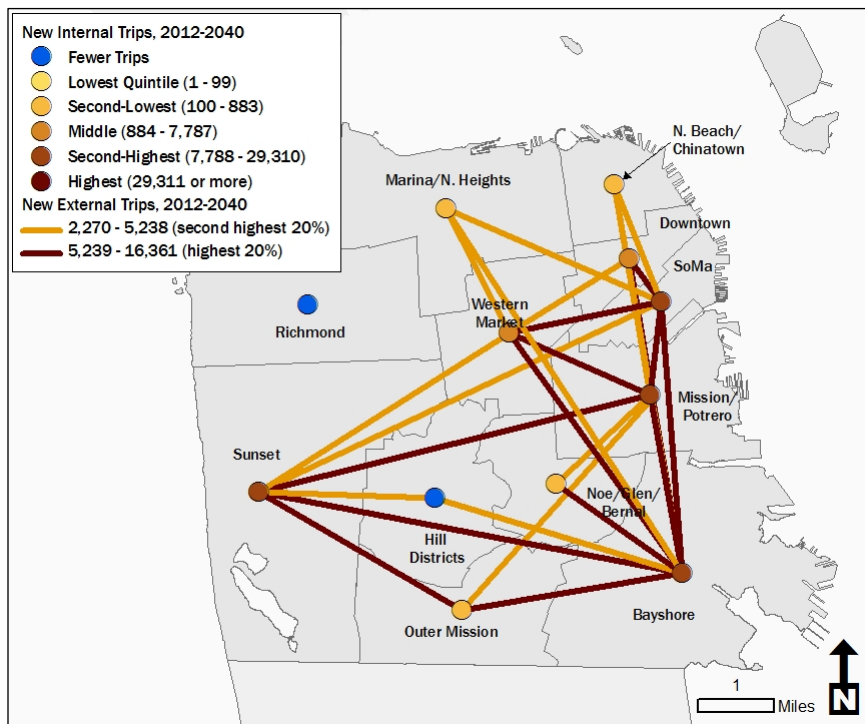 New Internal Trips, 2012-2040
Fewer Trips
Lowest Quintile (1 - 99)
Second-Lowest (100 - 883)
Middle (884 - 7,787)
Second-Highest (7,788 - 29,310)
Highest (29,311 or more)
New External Trips, 2012-2040
2,270 - 5,238 (second highest 20%)
5,239 - 16,361 (highest 20%)
N. Beach/
Chinatown
Marina/N. Heights
Downtown
SoMa
Western
Market
Richmond
Mission/
Potrero
Sunset
Noe/Glen/
Bernal
Hill
Districts
Bayshore
Outer Mission
1
Miles
N